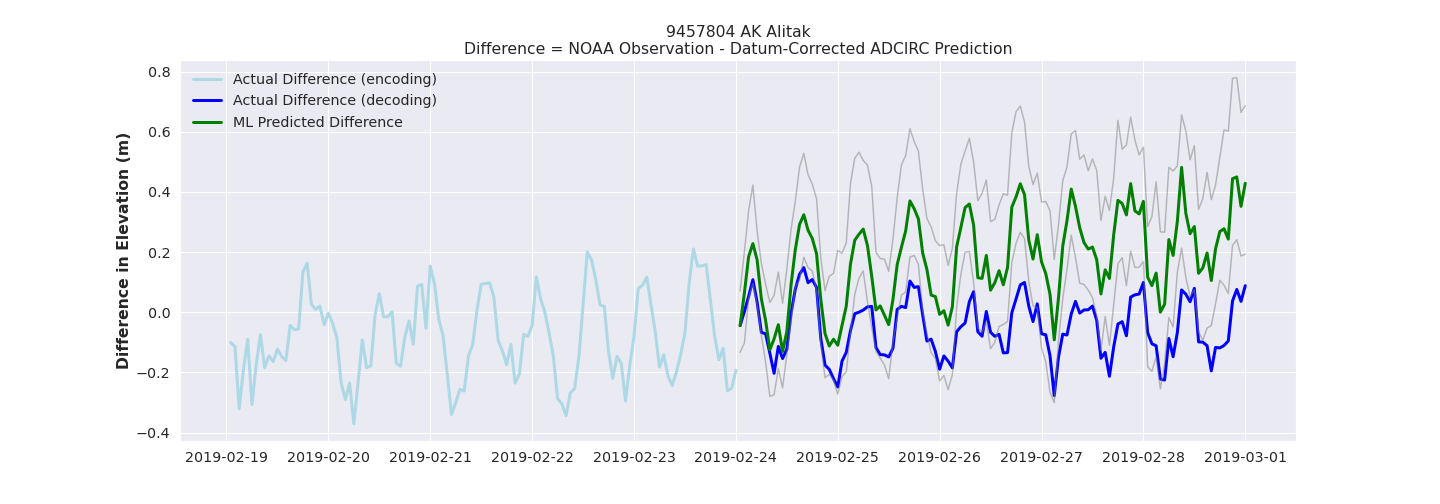 9457804 AK Alitak
Difference = NOAA Observation - Datum-Corrected ADCIRC Prediction
Difference in Elevation (m)
0.8
0.6
0.4
0.2
0.0
−0.2
−0.4
Actual Difference (encoding)
Actual Difference (decoding)
ML Predicted Difference
2019-02-19 2019-02-20 2019-02-21 2019-02-22 2019-02-23 2019-02-24 2019-02-25 2019-02-26 2019-02-27 2019-02-28 2019-03-01